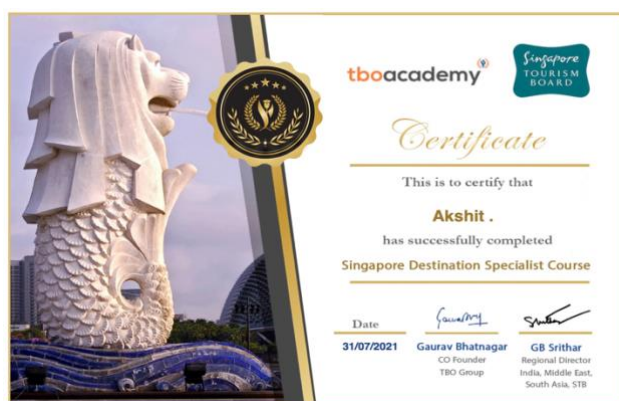 tboacademy
Singapore
TOURISM
BOARD
Certificate
This is to certify that
Akshit .
has successfully completed
Singapore Destination Specialist Course
Date
31/07/2021
Gaurav Bhatnagar
CO Founder
TBO Group
GB Srithar
Regional Director
India, Middle East,
South Asia, STB